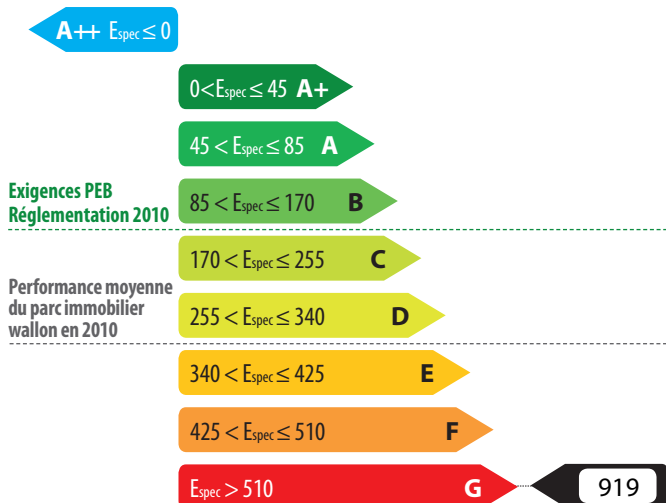 A++ Espec ≤ 0
0 < Espec ≤ 45 A+
45 < Espec ≤ 85 A
Exigences PEB
Réglementation 2010
85 < Espec ≤ 170 B
170 < Espec ≤ 255 C
Performance moyenne
du parc immobilier
wallon en 2010
255 < Espec ≤ 340 D
340 < Espec ≤ 425 E
425 < Espec ≤ 510 F
Espec > 510 G 919